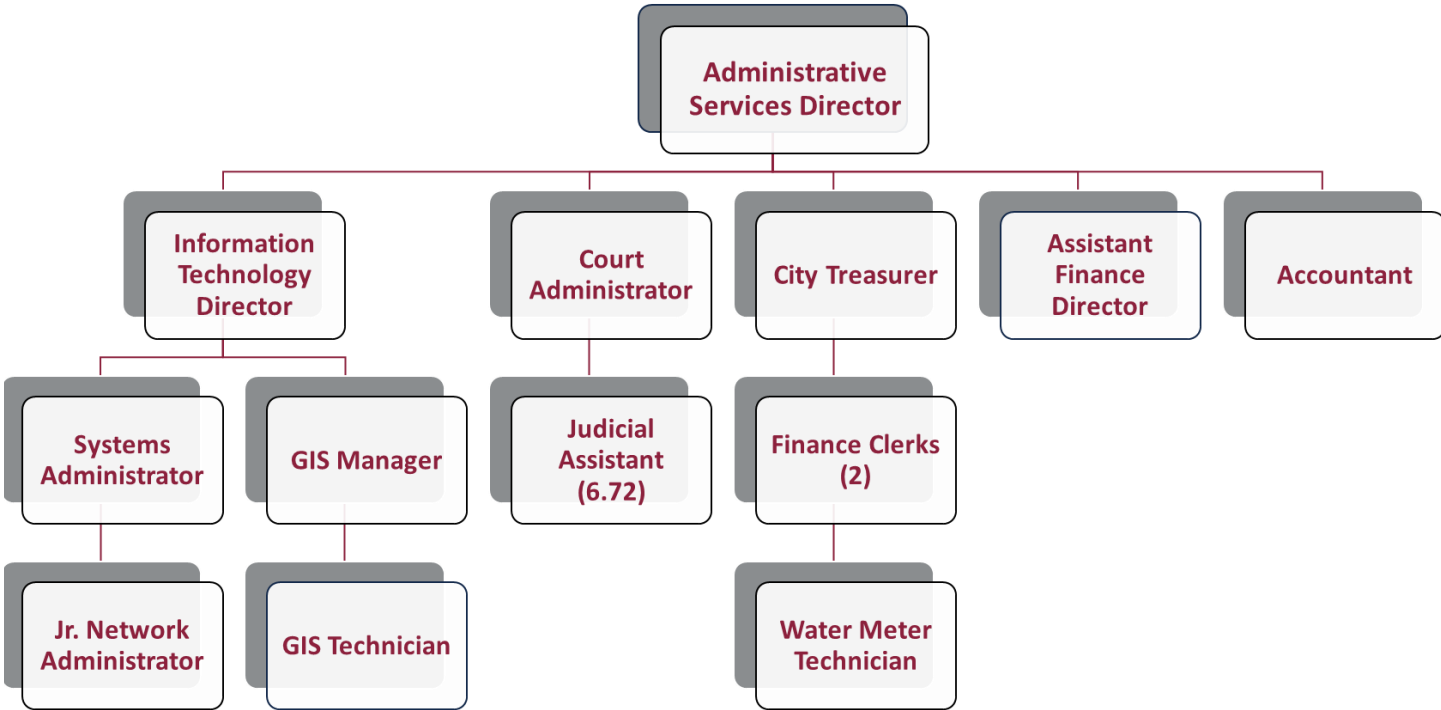 Administrative
Services Director
Information
Technology
Director
Court
Administrator
City Treasurer
Assistant
Finance
Director
Accountant
Systems
Administrator
GIS Manager
Judicial
Assistant
(6.72)
Finance Clerks
(2)
Jr. Network
Administrator
GIS Technician
Water Meter
Technician